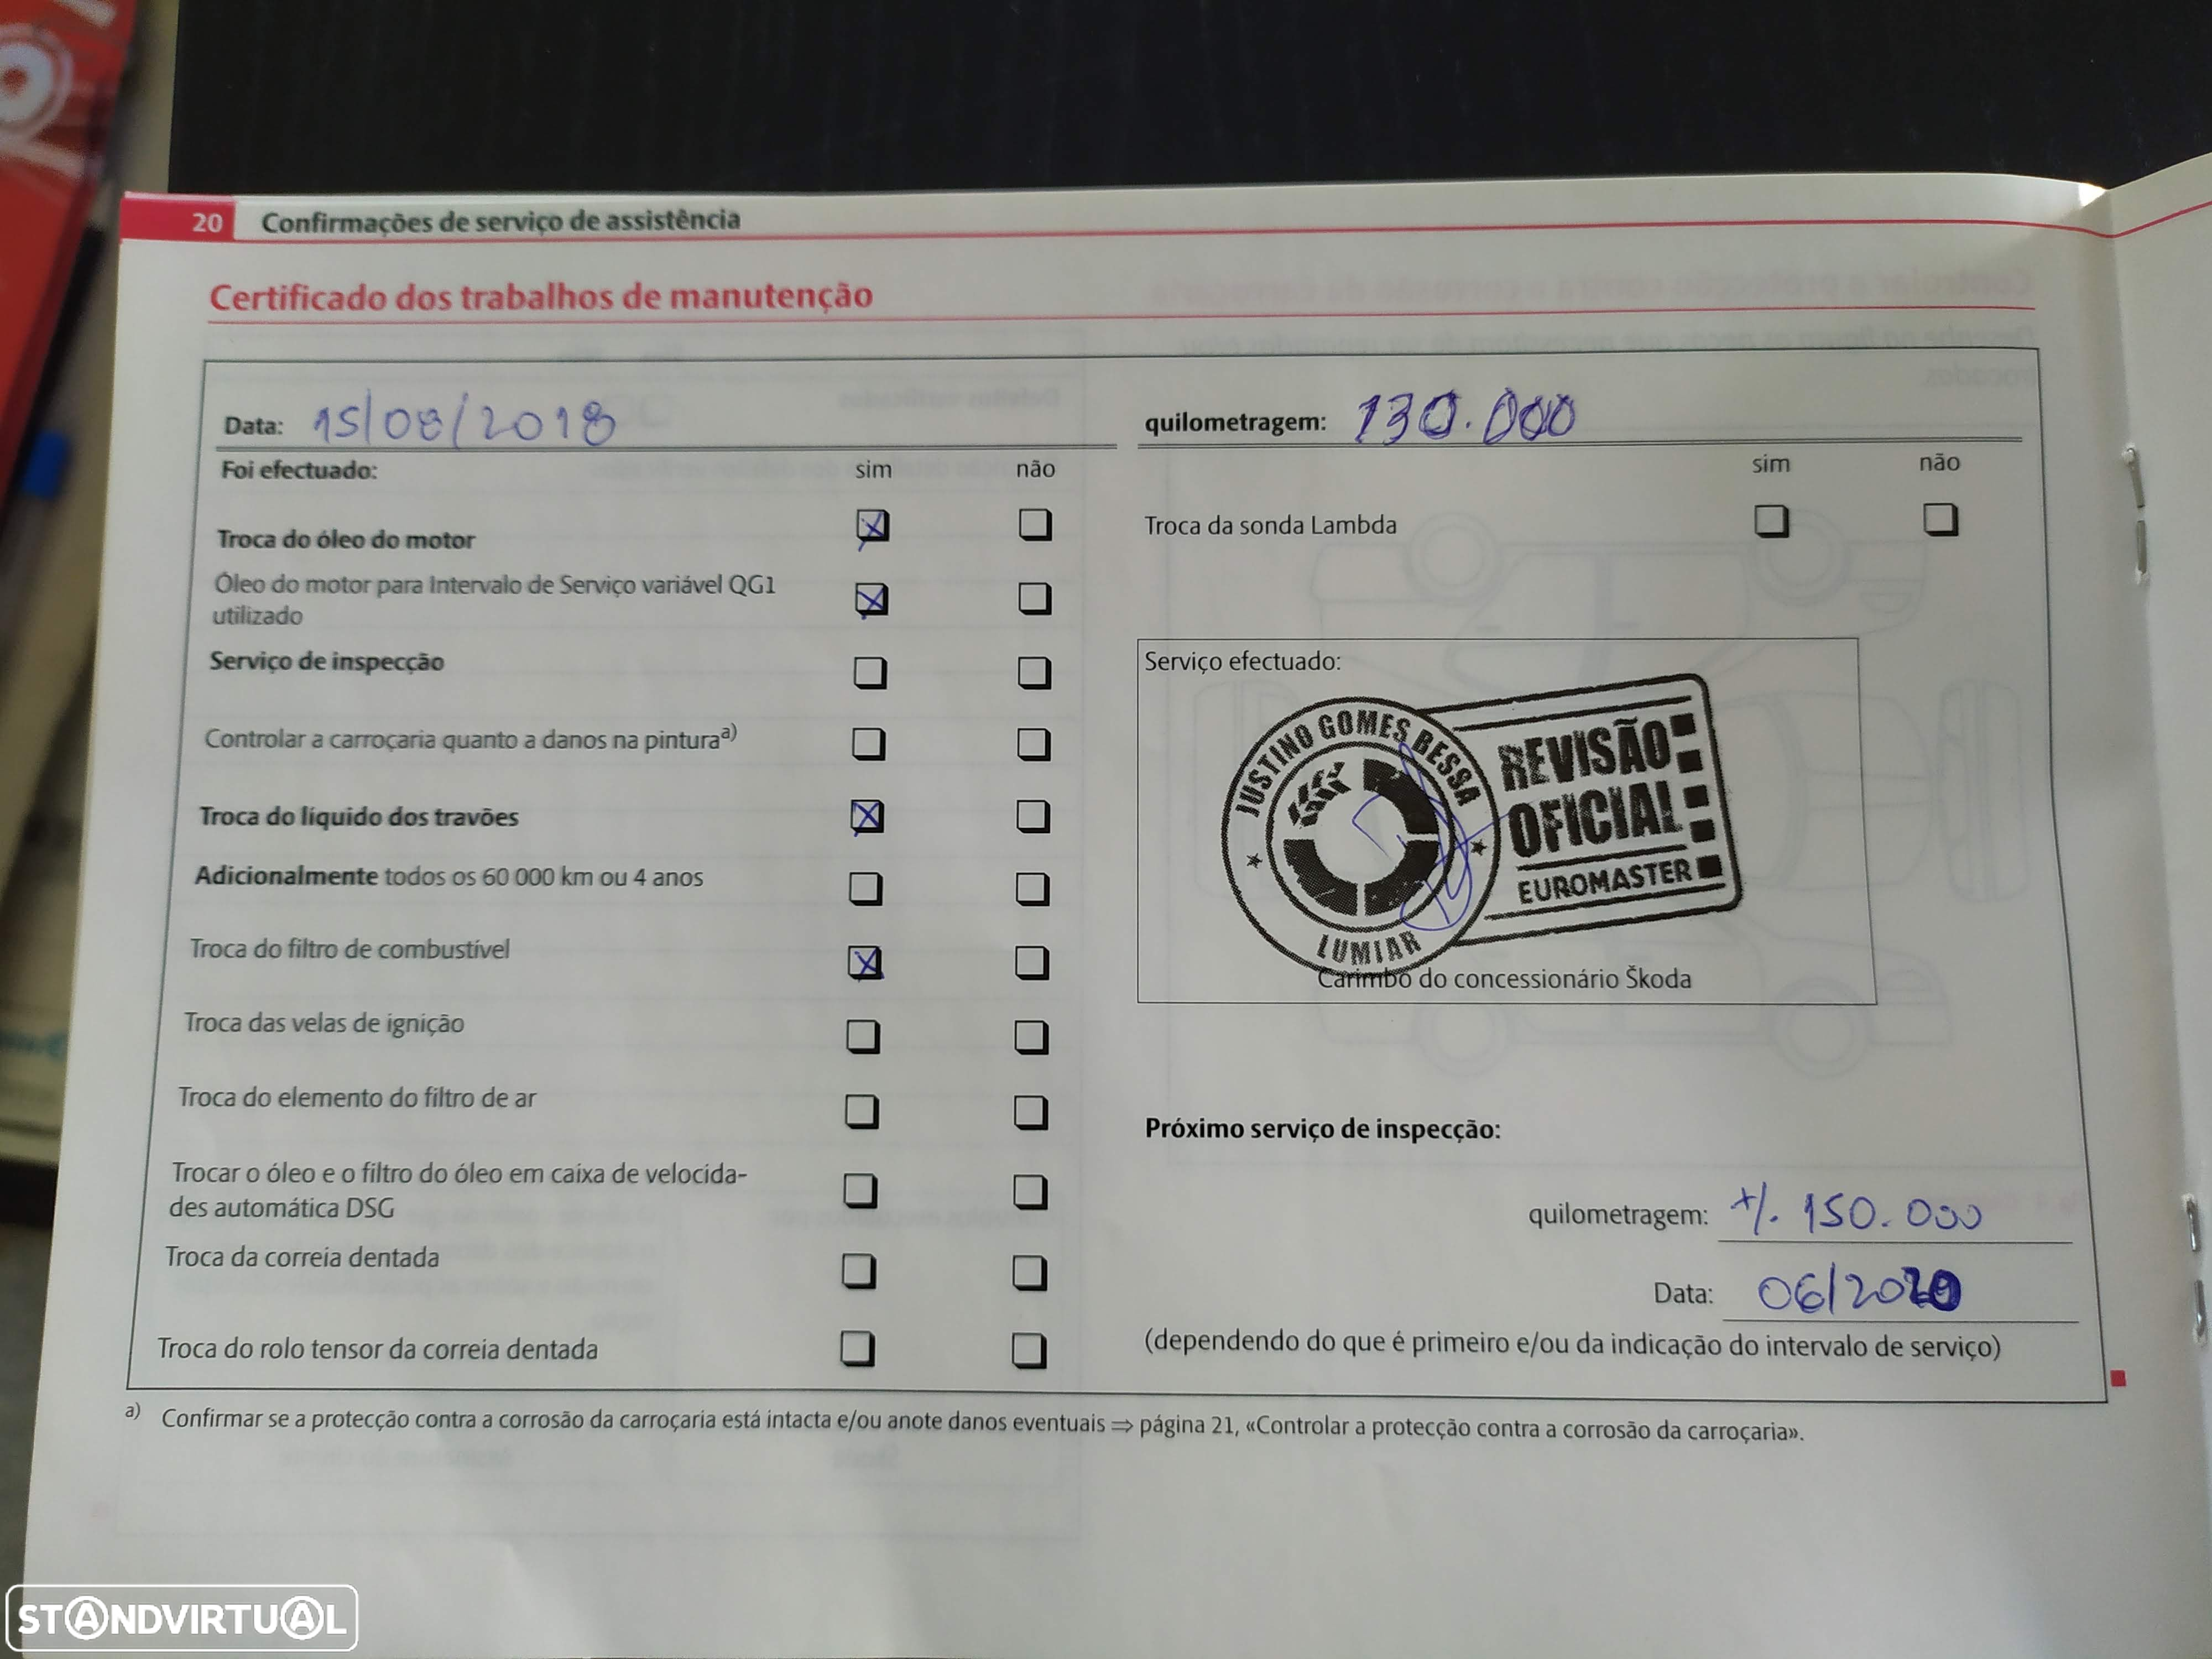 20 Confirmações de serviço de assistência
Certificado dos trabalhos de manutenção
Data: 15/08/2018
quilometragem: 130.000
Foi efectuado: sim não
sim não
Troca do óleo do motor
Troca da sonda Lambda
Óleo do motor para Intervalo de Serviço variável QG1
utilizado
Serviço de inspecção
Controlar a carroçaria quanto a danos na pintura a)
Troca do líquido dos travões
Adicionalmente todos os 60 000 km ou 4 anos
Troca do filtro de combustível
Troca das velas de ignição
Troca do elemento do filtro de ar
Trocar o óleo e o filtro do óleo em caixa de velocida-
des automática DSG
Troca da correia dentada
Troca do rolo tensor da correia dentada
Serviço efectuado:
JUSTINO GOMES BESSA
LUMIAR
REVISÃO
OFICIAL
EUROMASTER
Carimbo do concessionário Škoda
Próximo serviço de inspecção:
quilometragem: +/. 150.000
Data: 06/2020
(dependendo do que é primeiro e/ou da indicação do intervalo de serviço)
a) Confirmar se a protecção contra a corrosão da carroçaria está intacta e/ou anote danos eventuais ⇒ página 21, «Controlar a protecção contra a corrosão da carroçaria».
STANDVIRTUAL